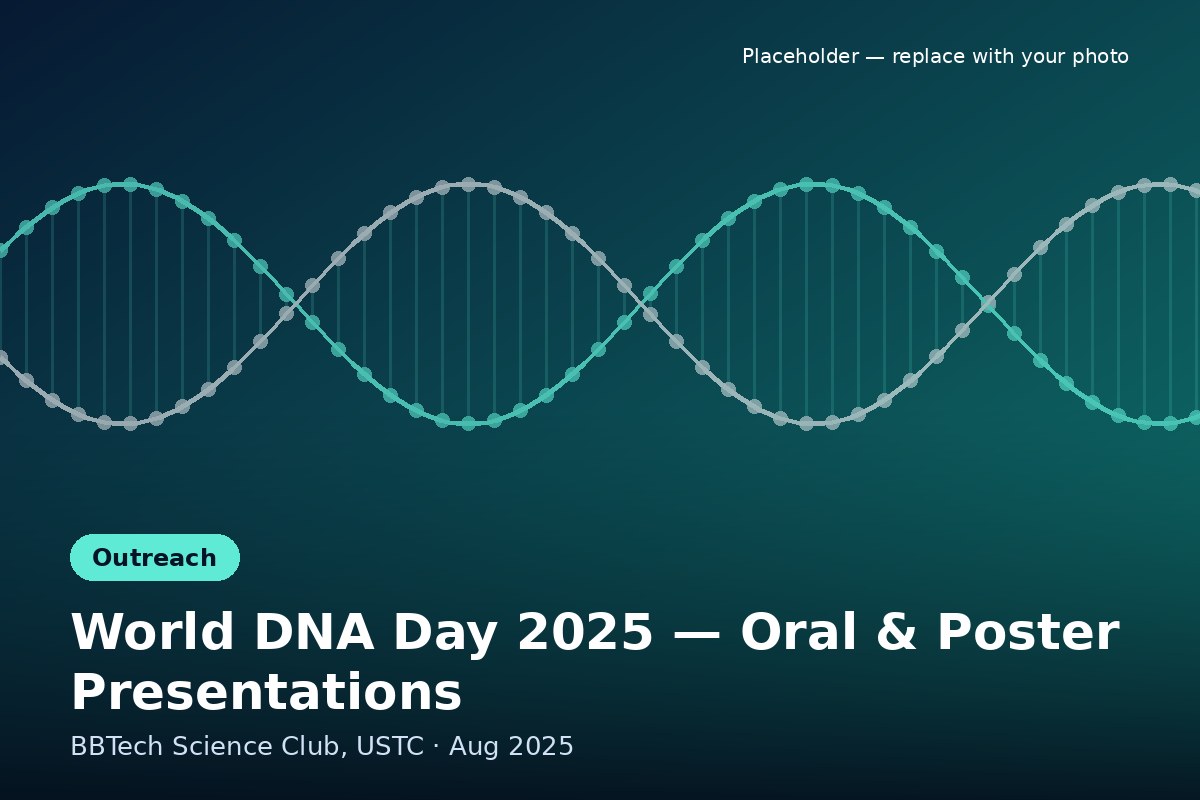 Placeholder — replace with your photo
Outreach
World DNA Day 2025 — Oral & Poster
Presentations
BBTech Science Club, USTC · Aug 2025